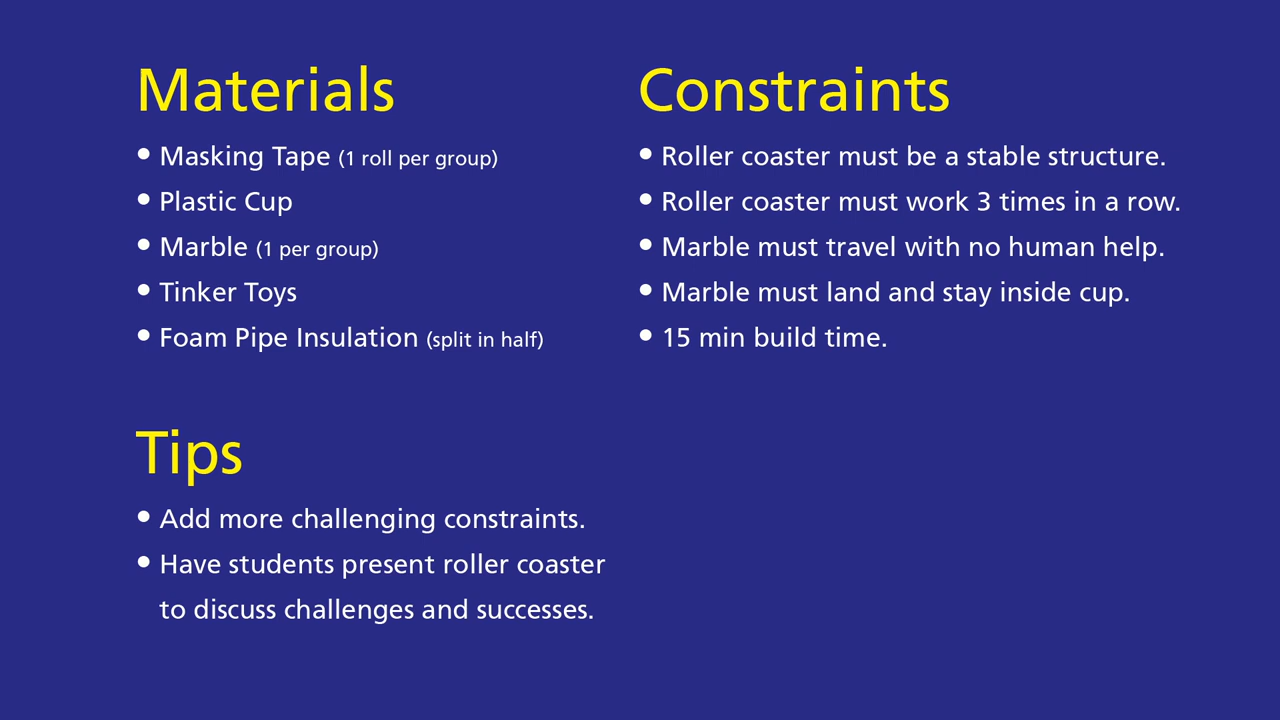 Materials
• Masking Tape (1 roll per group)
• Plastic Cup
• Marble (1 per group)
• Tinker Toys
• Foam Pipe Insulation (split in half)
Constraints
• Roller coaster must be a stable structure.
• Roller coaster must work 3 times in a row.
• Marble must travel with no human help.
• Marble must land and stay inside cup.
• 15 min build time.
Tips
• Add more challenging constraints.
• Have students present roller coaster
to discuss challenges and successes.